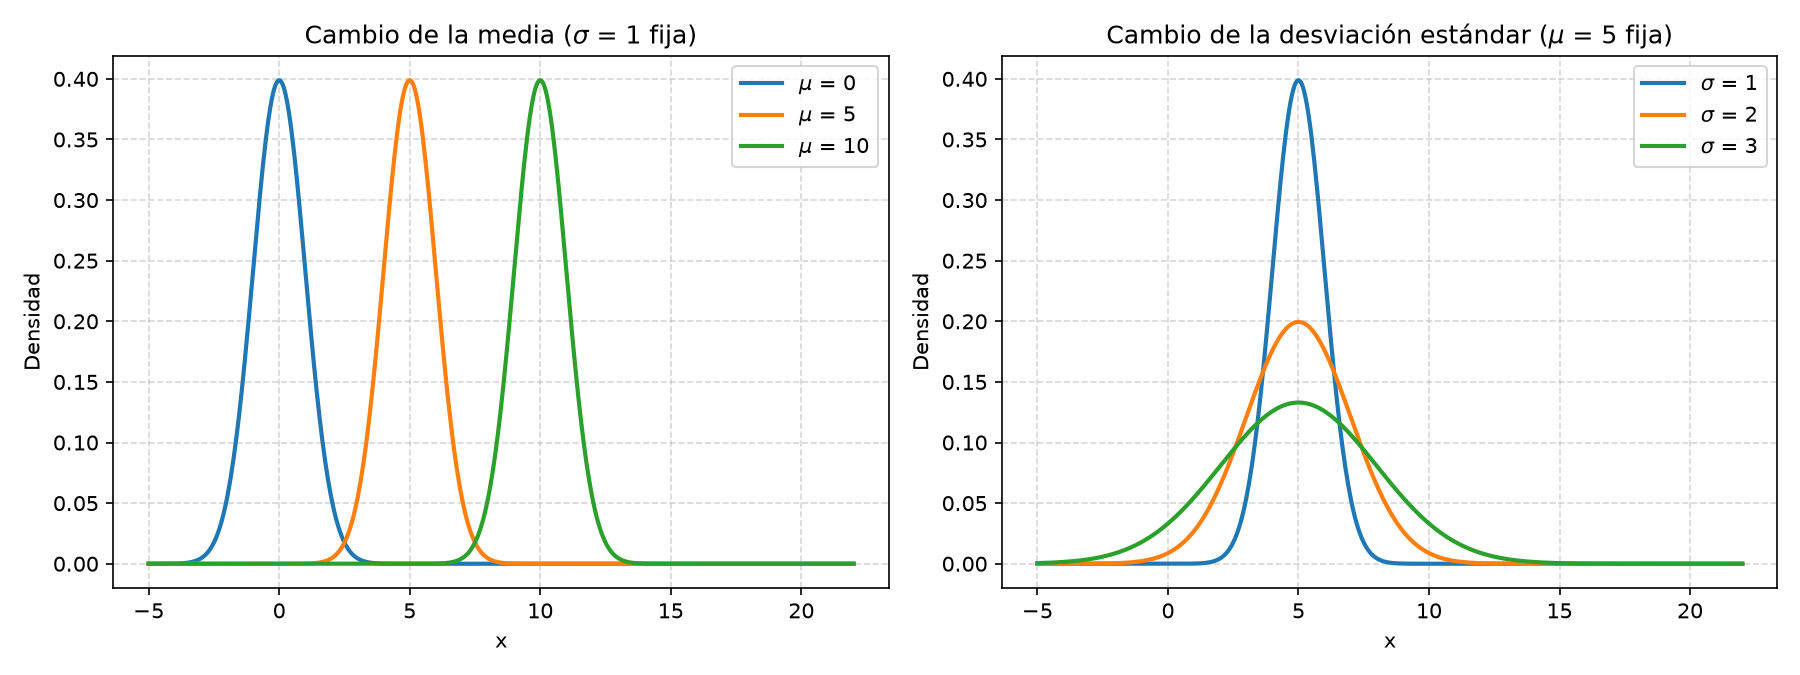 Cambio de la media (σ = 1 fija)
μ = 0
μ = 5
μ = 10
0.40
0.35
0.30
0.25
0.20
0.15
0.10
0.05
0.00
Densidad
−5 0 5 10 15 20
x
Cambio de la desviación estándar (μ = 5 fija)
σ = 1
σ = 2
σ = 3
0.40
0.35
0.30
0.25
0.20
0.15
0.10
0.05
0.00
Densidad
−5 0 5 10 15 20
x